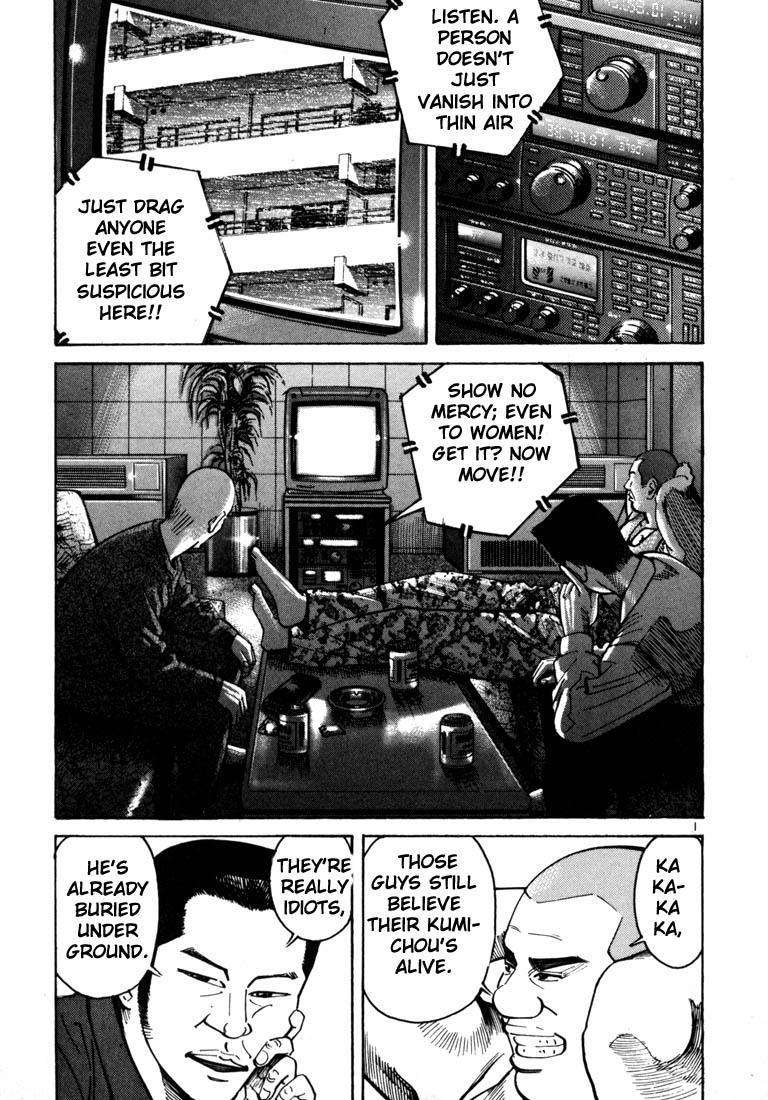 LISTEN. A
PERSON
DOESN'T
JUST
VANISH INTO
THIN AIR
JUST DRAG
ANYONE
EVEN THE
LEAST BIT
SUSPICIOUS
HERE!!
SHOW NO
MERCY; EVEN
TO WOMEN!
GET IT? NOW
MOVE!!
1
KA
KA-
KA
KA,
THOSE
GUYS STILL
BELIEVE
THEIR KUMI-
CHOU'S
ALIVE.
THEY'RE
REALLY
IDIOTS,
HE'S
ALREADY
BURIED
UNDER
GROUND.